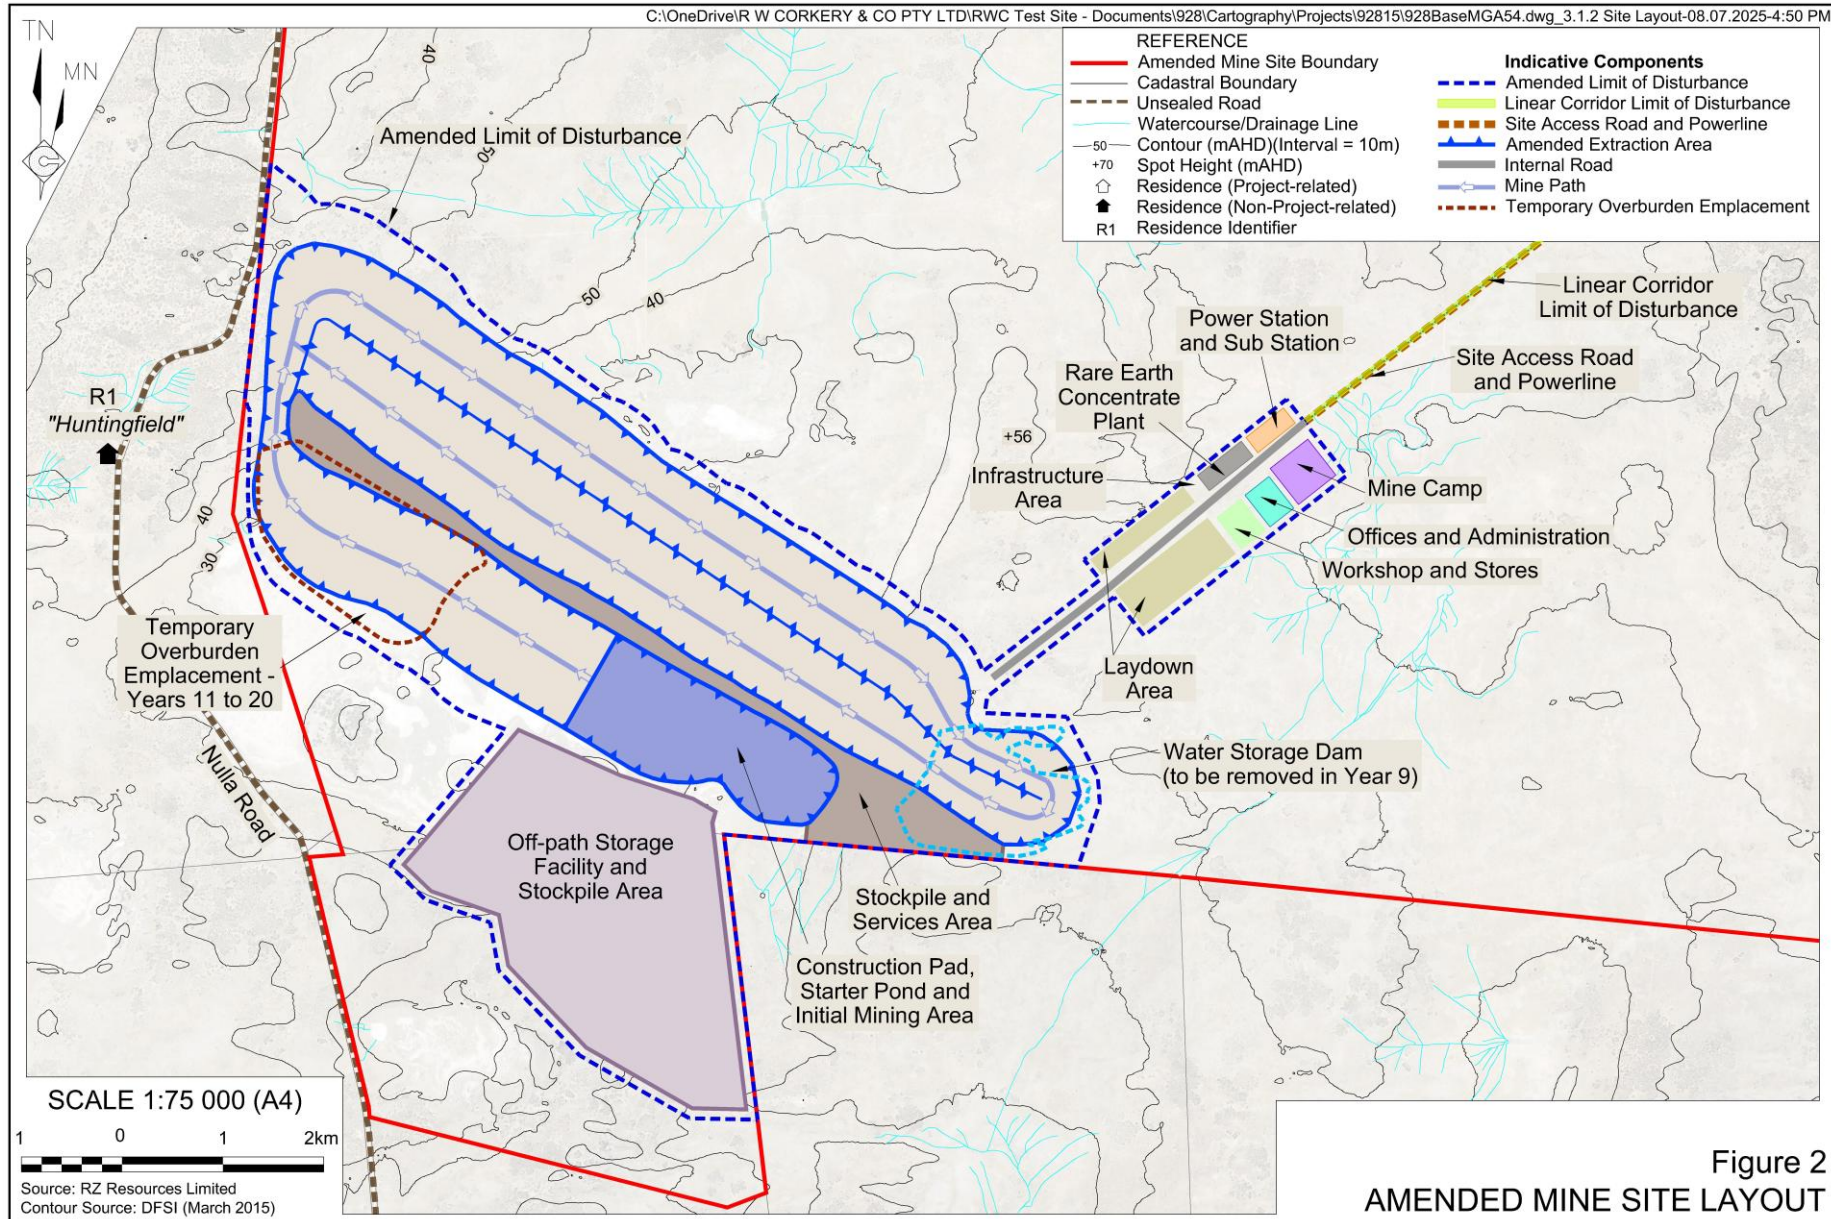 C:\OneDrive\R W CORKERY & CO PTY LTD\RWC Test Site - Documents\928\Cartography\Projects\92815\928BaseMGA54.dwg_3.1.2 Site Layout-08.07.2025-4:50 PM
TN
MN
REFERENCE
Amended Mine Site Boundary
Cadastral Boundary
Unsealed Road
Watercourse/Drainage Line
50 Contour (mAHD)(Interval = 10m)
+70 Spot Height (mAHD)
Residence (Project-related)
Residence (Non-Project-related)
R1 Residence Identifier
Indicative Components
Amended Limit of Disturbance
Linear Corridor Limit of Disturbance
Site Access Road and Powerline
Amended Extraction Area
Internal Road
Mine Path
Temporary Overburden Emplacement
40
40
50
Amended Limit of Disturbance
50
40
Linear Corridor
Limit of Disturbance
Power Station
and Sub Station
Site Access Road
and Powerline
Rare Earth
Concentrate
Plant
R1
"Huntingfield"
+56
Infrastructure
Area
Mine Camp
Offices and Administration
Workshop and Stores
40
30
Laydown
Area
Temporary
Overburden
Emplacement -
Years 11 to 20
Nulla Road
Water Storage Dam
(to be removed in Year 9)
Off-path Storage
Facility and
Stockpile Area
Stockpile and
Services Area
Construction Pad,
Starter Pond and
Initial Mining Area
SCALE 1:75 000 (A4)
1 0 1 2km
Source: RZ Resources Limited
Contour Source: DFSI (March 2015)
Figure 2
AMENDED MINE SITE LAYOUT